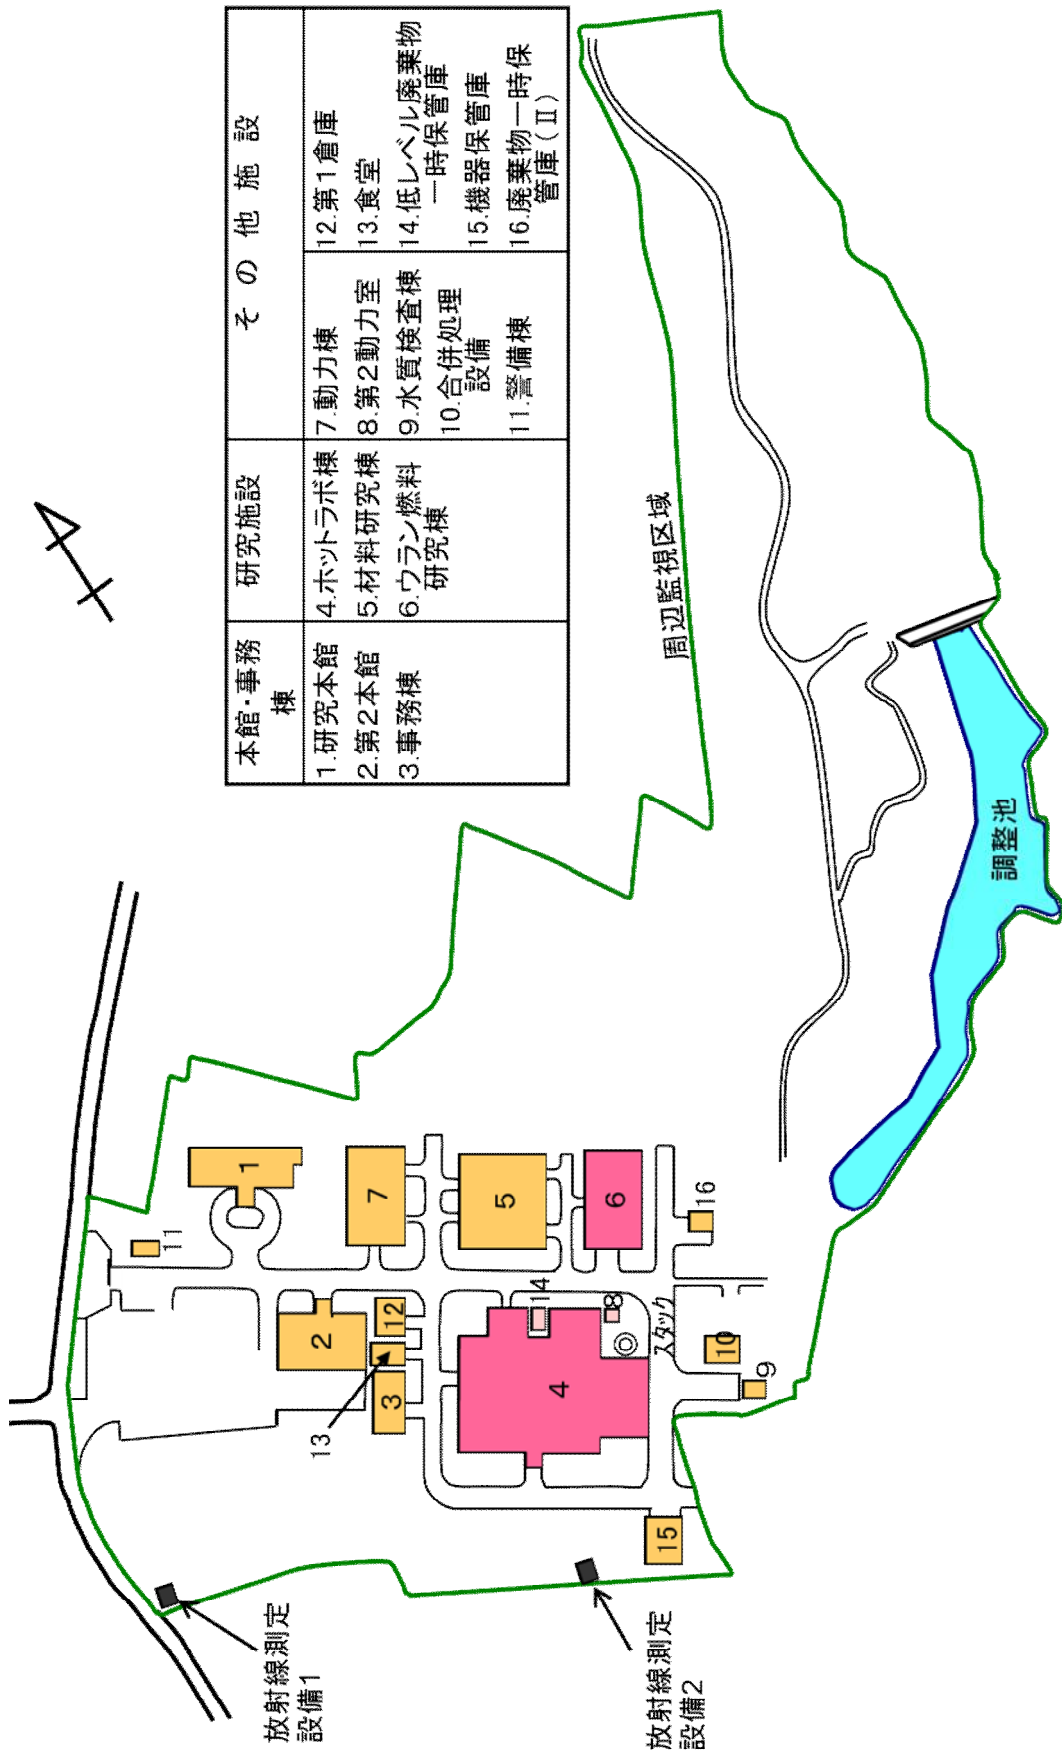 本館・事務
棟
研究施設
その他施設
1.研究本館
2.第2本館
3.事務棟
4.ホットラボ棟
5.材料研究棟
6.ウラン燃料
研究棟
7.動力棟
8.第2動力室
9.水質検査棟
10.合併処理
設備
11.警備棟
12.第1倉庫
13.食堂
14.低レベル廃棄物
一時保管庫
15.機器保管庫
16.廃棄物一時保
管庫(Ⅱ)
周辺監視区域
調整池
1
11
7
5
6
16
2
12
13
3
14
8
4
スタック
10
9
15
放射線測定
設備1
放射線測定
設備2